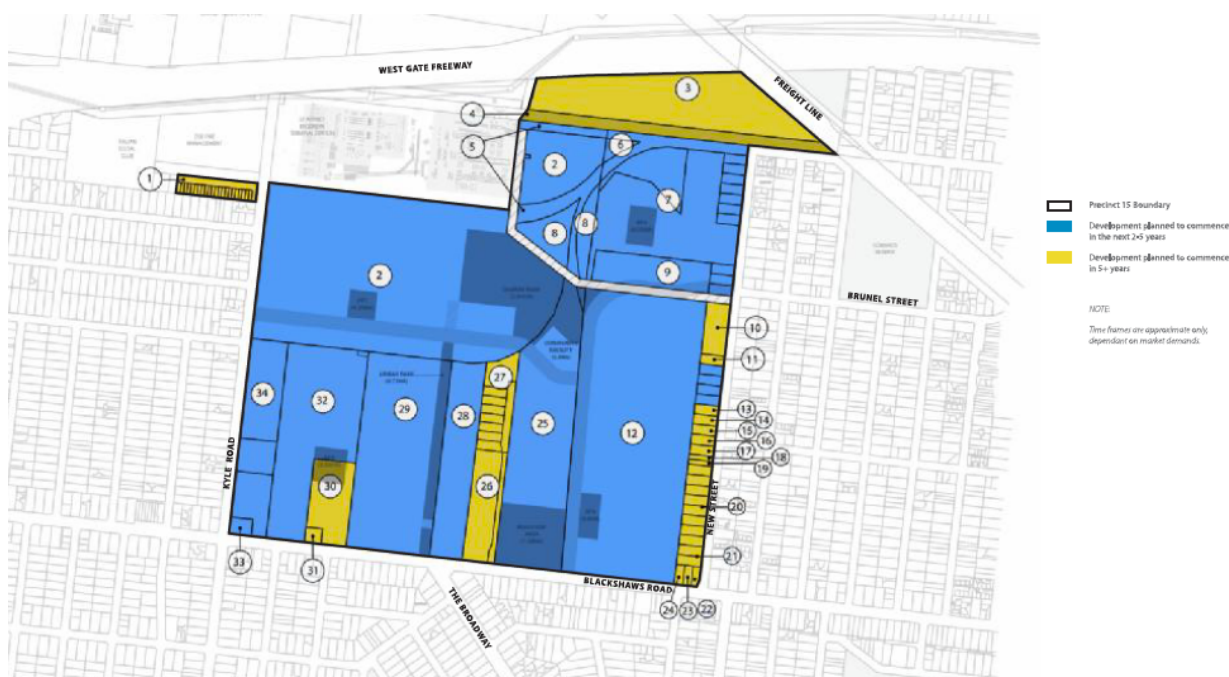 WEST GATE FREEWAY
FREIGHT LINE
3
4
5
6
2
1
7
8
8
2
9
BRUNEL STREET
10
11
27
34
32
29
28
25
12
13
14
15
16
17
18
19
30
26
20
KYLE ROAD
NEW STREET
21
33
31
BLACKSHAWS ROAD
24
23
22
THE BROADWAY
Precinct 15 Boundary
Development planned to commence
in the next 2-5 years
Development planned to commence
in 5+ years
NOTE:
Time frames are approximate only,
dependant on market demands.